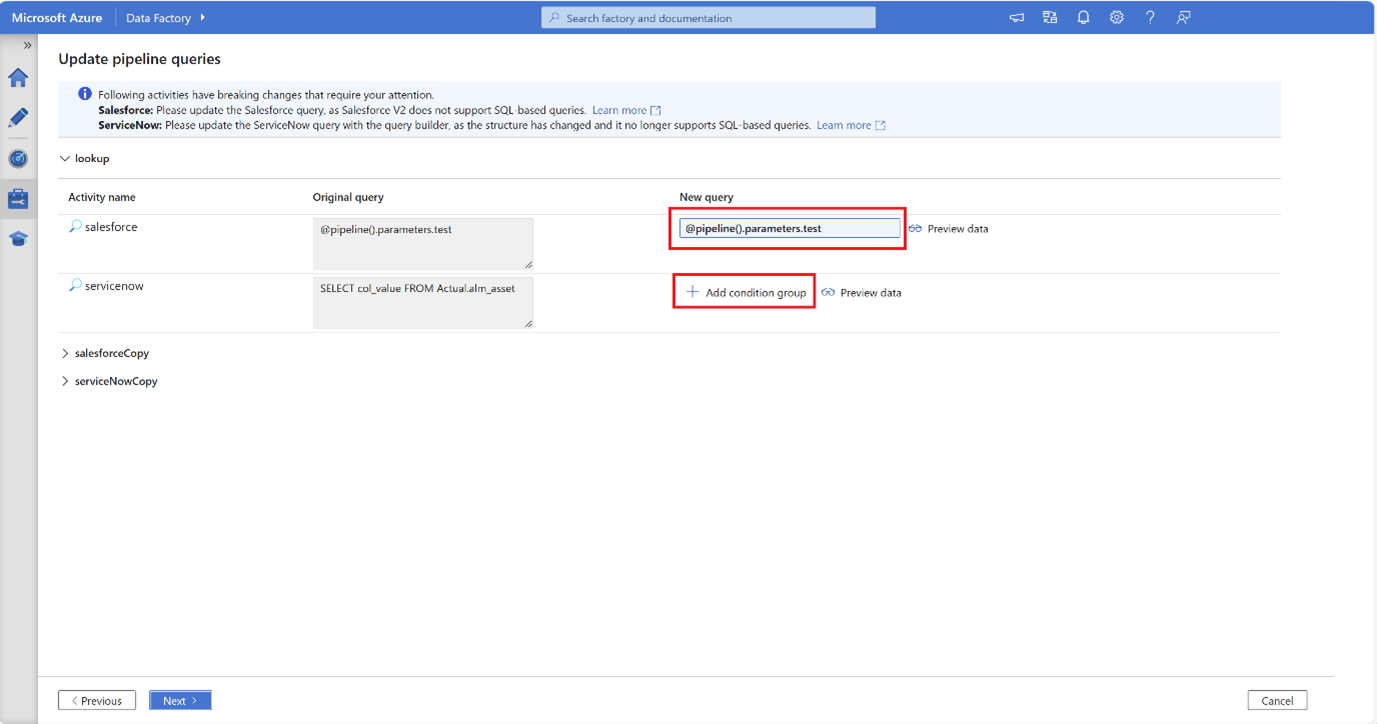 Microsoft Azure Data Factory Search factory and documentation
Update pipeline queries
Following activities have breaking changes that require your attention.
Salesforce: Please update the Salesforce query, as Salesforce V2 does not support SQL-based queries. Learn more
ServiceNow: Please update the ServiceNow query with the query builder, as the structure has changed and it no longer supports SQL-based queries. Learn more
lookup
Activity name Original query New query
salesforce @pipeline().parameters.test @pipeline().parameters.test Preview data
servicenow SELECT col_value FROM Actual.alm_asset Add condition group Preview data
salesforceCopy
serviceNowCopy
Previous Next Cancel